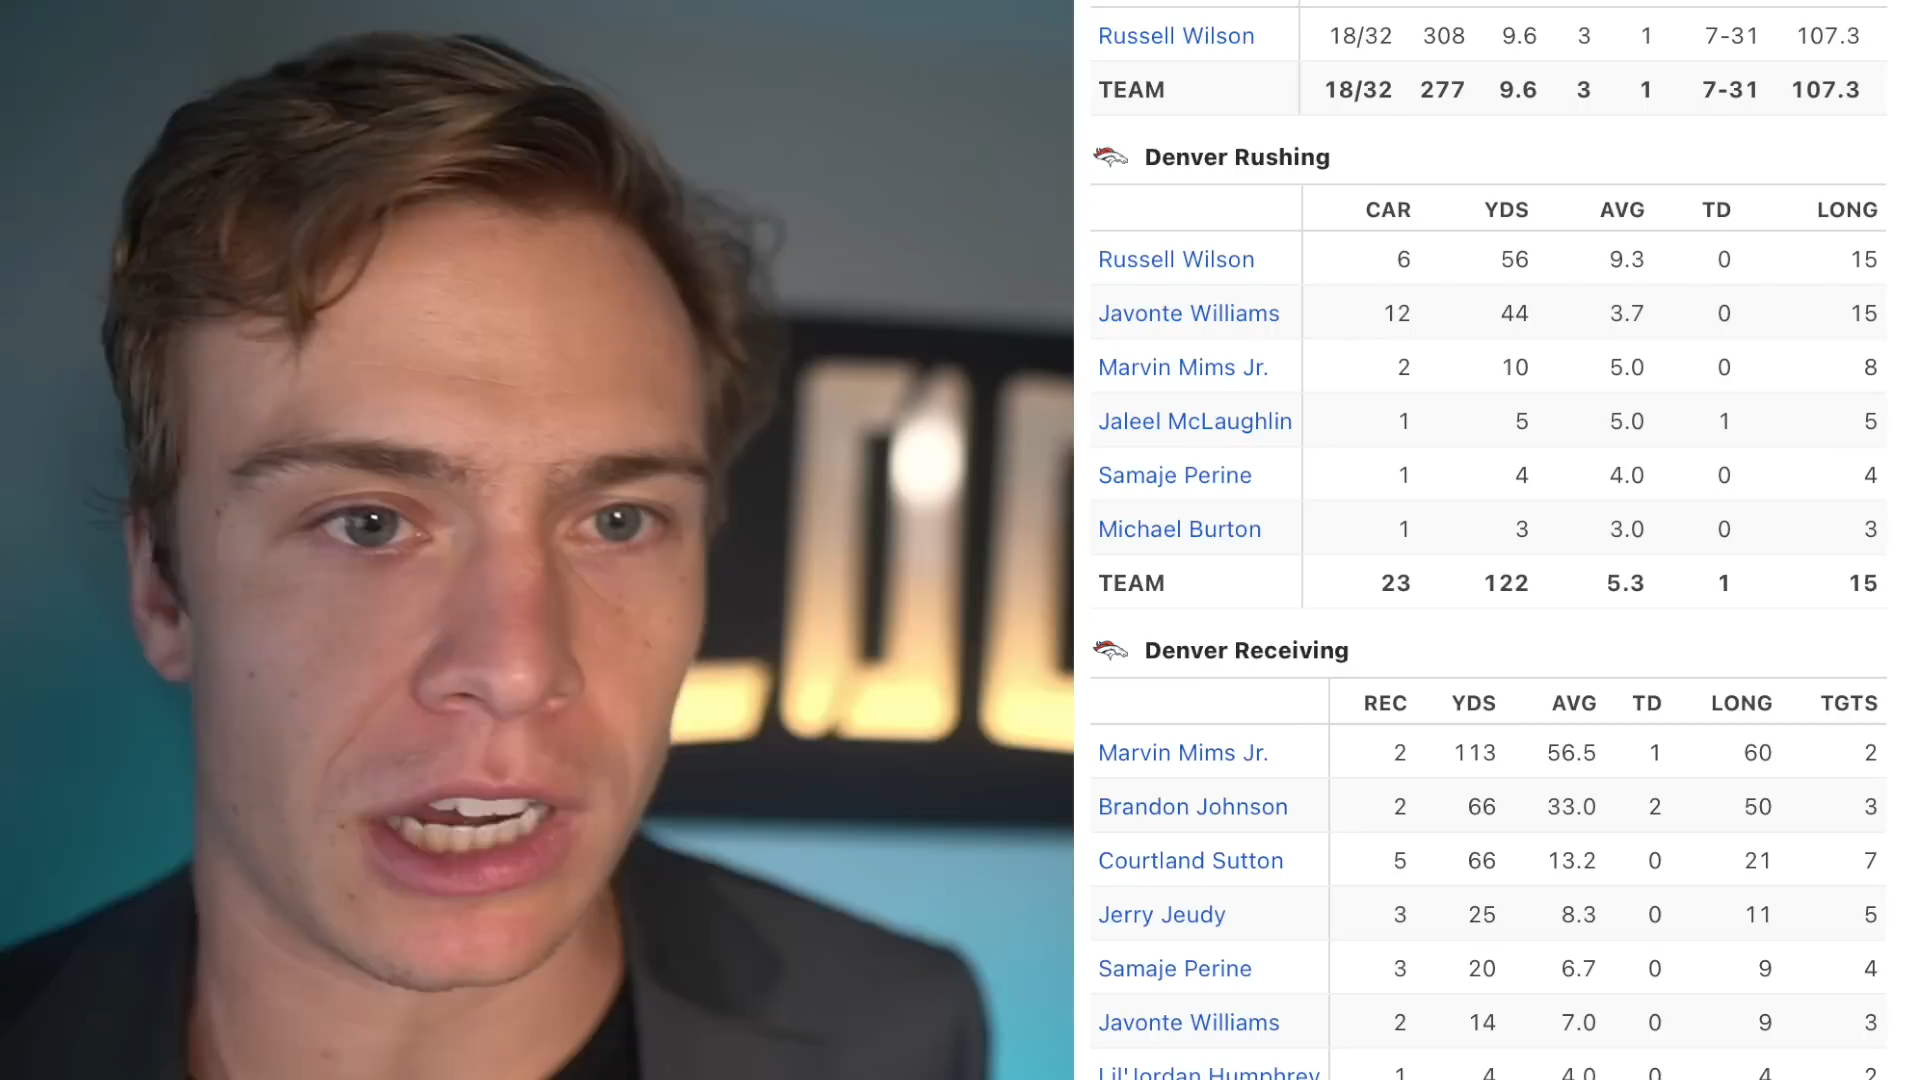 Russell Wilson 18/32 308 9.6 3 1 7-31 107.3
TEAM 18/32 277 9.6 3 1 7-31 107.3
Denver Rushing
CAR YDS AVG TD LONG
Russell Wilson 6 56 9.3 0 15
Javonte Williams 12 44 3.7 0 15
Marvin Mims Jr. 2 10 5.0 0 8
Jaleel McLaughlin 1 5 5.0 1 5
Samaje Perine 1 4 4.0 0 4
Michael Burton 1 3 3.0 0 3
TEAM 23 122 5.3 1 15
Denver Receiving
REC YDS AVG TD LONG TGTS
Marvin Mims Jr. 2 113 56.5 1 60 2
Brandon Johnson 2 66 33.0 2 50 3
Courtland Sutton 5 66 13.2 0 21 7
Jerry Jeudy 3 25 8.3 0 11 5
Samaje Perine 3 20 6.7 0 9 4
Javonte Williams 2 14 7.0 0 9 3
Lil'Jordan Humphrey 1 4 4.0 0 4 2